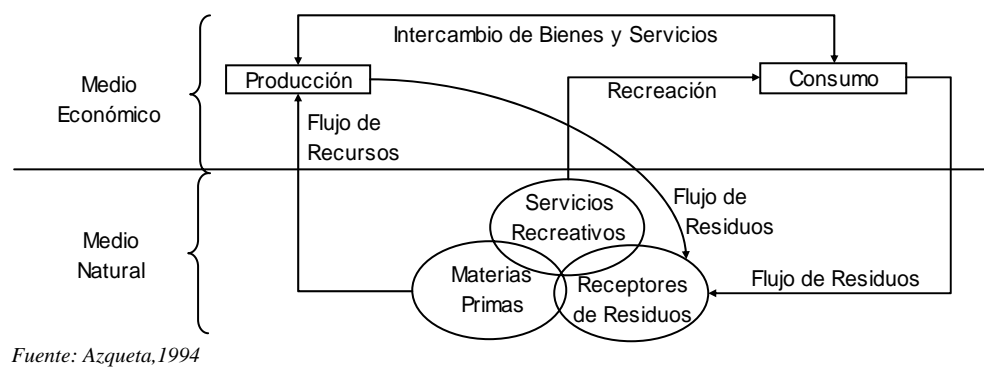 Intercambio de Bienes y Servicios
Medio
Económico
Producción
Consumo
Recreación
Flujo de
Recursos
Medio
Natural
Servicios
Recreativos
Flujo de
Residuos
Materias
Primas
Receptores
de Residuos
Flujo de Residuos
Fuente: Azqueta,1994